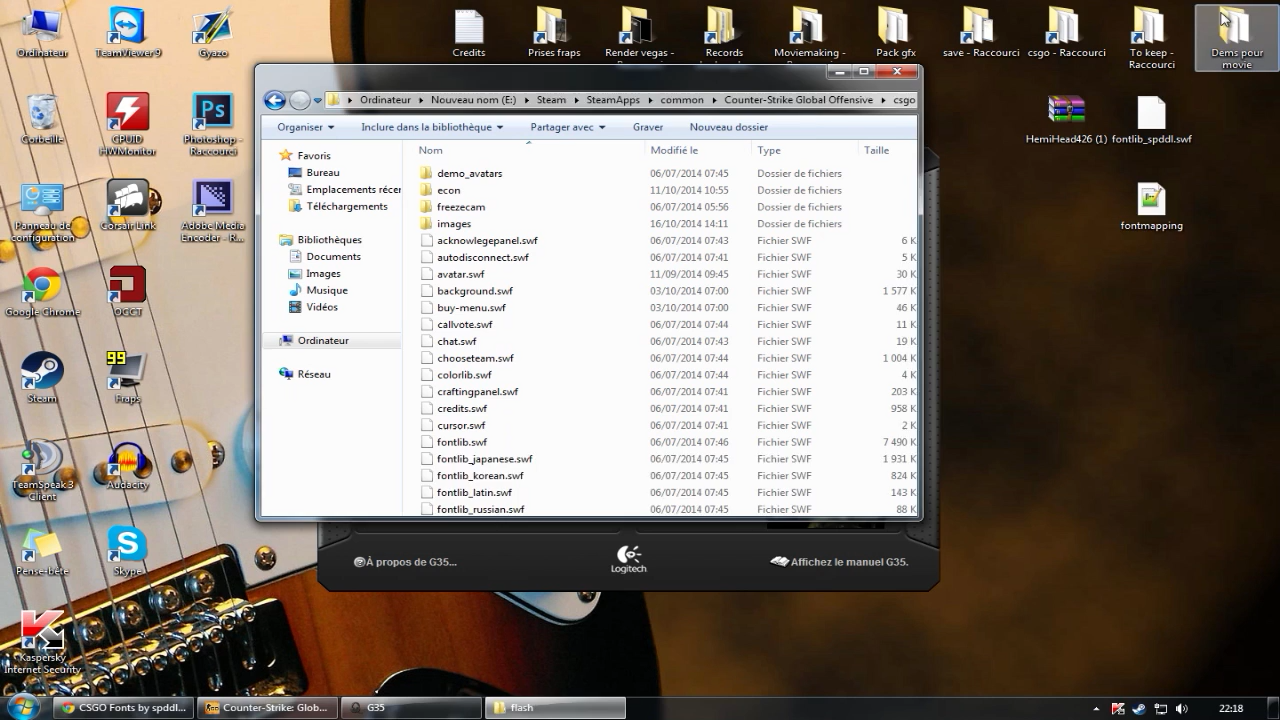 Ordinateur
TeamViewer 9
Gyazo
Credits
Prises fraps
Render vegas -
Records
Moviemaking -
Pack gfx
save - Raccourci
csgo - Raccourci
To keep -
Raccourci
Dems pour
movie
Corbeille
CPUID
HWMonitor
Ps
Photoshop -
Raccourci
HemiHead426 (1)
fontlib_spddl.swf
Panneau de
configuration
Corsair Link
Adobe Media
Encoder - R...
fontmapping
Google Chrome
OCCT
Steam
99
Fraps
TeamSpeak 3
Client
Audacity
Pense-bête
Skype
Kaspersky
Internet Security
Ordinateur
Nouveau nom (E:)
Steam
SteamApps
common
Counter-Strike Global Offensive
csgo
Organiser
Inclure dans la bibliothèque
Partager avec
Graver
Nouveau dossier
Favoris
Bureau
Emplacements récer
Téléchargements
Bibliothèques
Documents
Images
Musique
Vidéos
Ordinateur
Réseau
Nom Modifié le Type Taille
demo_avatars 06/07/2014 07:45 Dossier de fichiers
econ 11/10/2014 10:55 Dossier de fichiers
freezecam 06/07/2014 05:56 Dossier de fichiers
images 16/10/2014 14:11 Dossier de fichiers
acknowlegepanel.swf 06/07/2014 07:43 Fichier SWF 6 K
autodisconnect.swf 06/07/2014 07:41 Fichier SWF 5 K
avatar.swf 11/09/2014 09:45 Fichier SWF 30 K
background.swf 03/10/2014 07:00 Fichier SWF 1 577 K
buy-menu.swf 03/10/2014 07:00 Fichier SWF 46 K
callvote.swf 06/07/2014 07:44 Fichier SWF 11 K
chat.swf 06/07/2014 07:43 Fichier SWF 19 K
chooseteam.swf 06/07/2014 07:44 Fichier SWF 1 004 K
colorlib.swf 06/07/2014 07:44 Fichier SWF 4 K
craftingpanel.swf 06/07/2014 07:41 Fichier SWF 203 K
credits.swf 06/07/2014 07:41 Fichier SWF 958 K
cursor.swf 06/07/2014 07:41 Fichier SWF 2 K
fontlib.swf 06/07/2014 07:46 Fichier SWF 7 490 K
fontlib_japanese.swf 06/07/2014 07:45 Fichier SWF 1 931 K
fontlib_korean.swf 06/07/2014 07:45 Fichier SWF 824 K
fontlib_latin.swf 06/07/2014 07:45 Fichier SWF 143 K
fontlib_russian.swf 06/07/2014 07:45 Fichier SWF 88 K
À propos de G35...
Logitech
Affichez le manuel G35.
CSGO Fonts by spddl...
Counter-Strike: Glob...
G35
flash
22:18